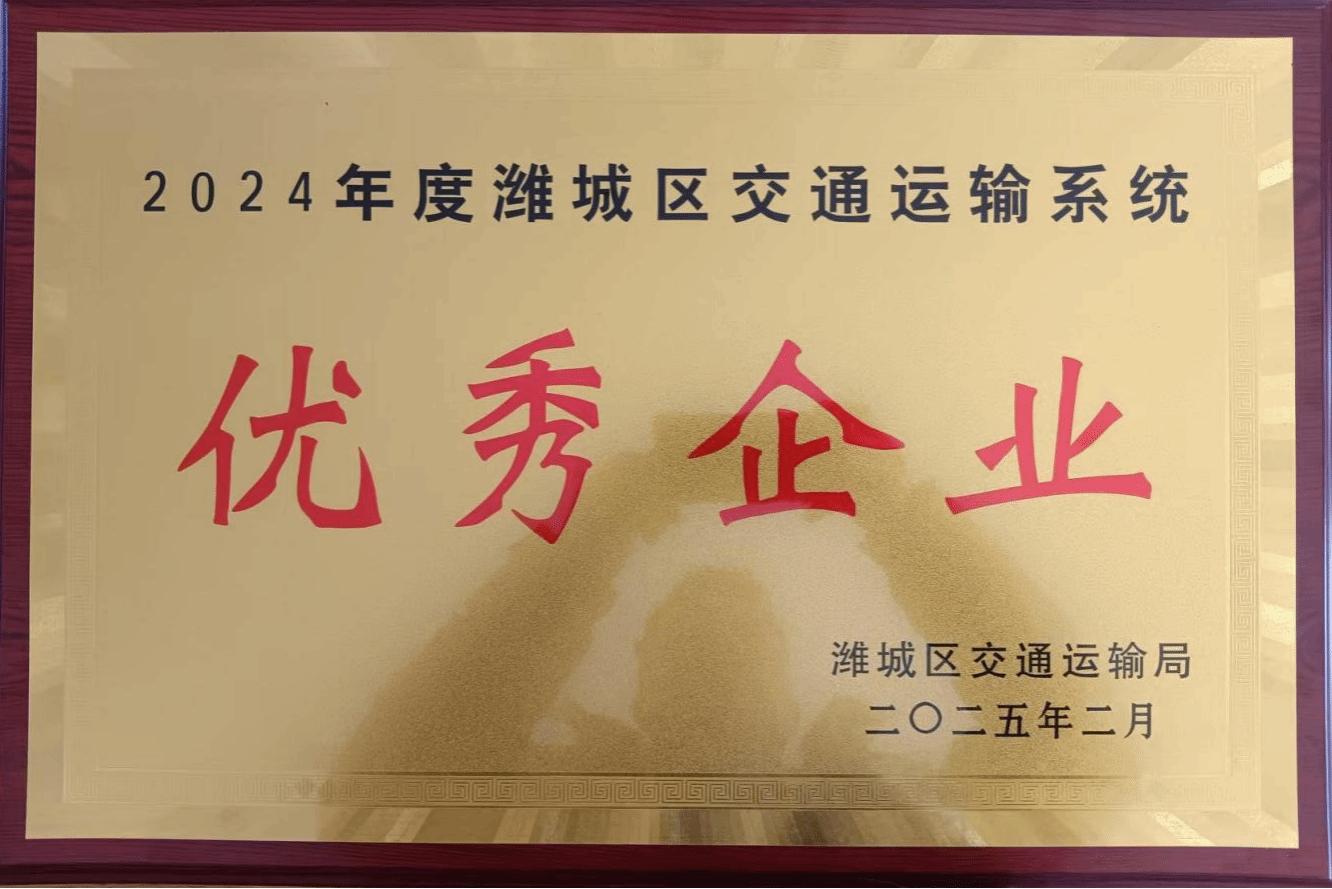 2024年度潍城区交通运输系统
优秀企业
潍城区交通运输局
二〇二五年二月